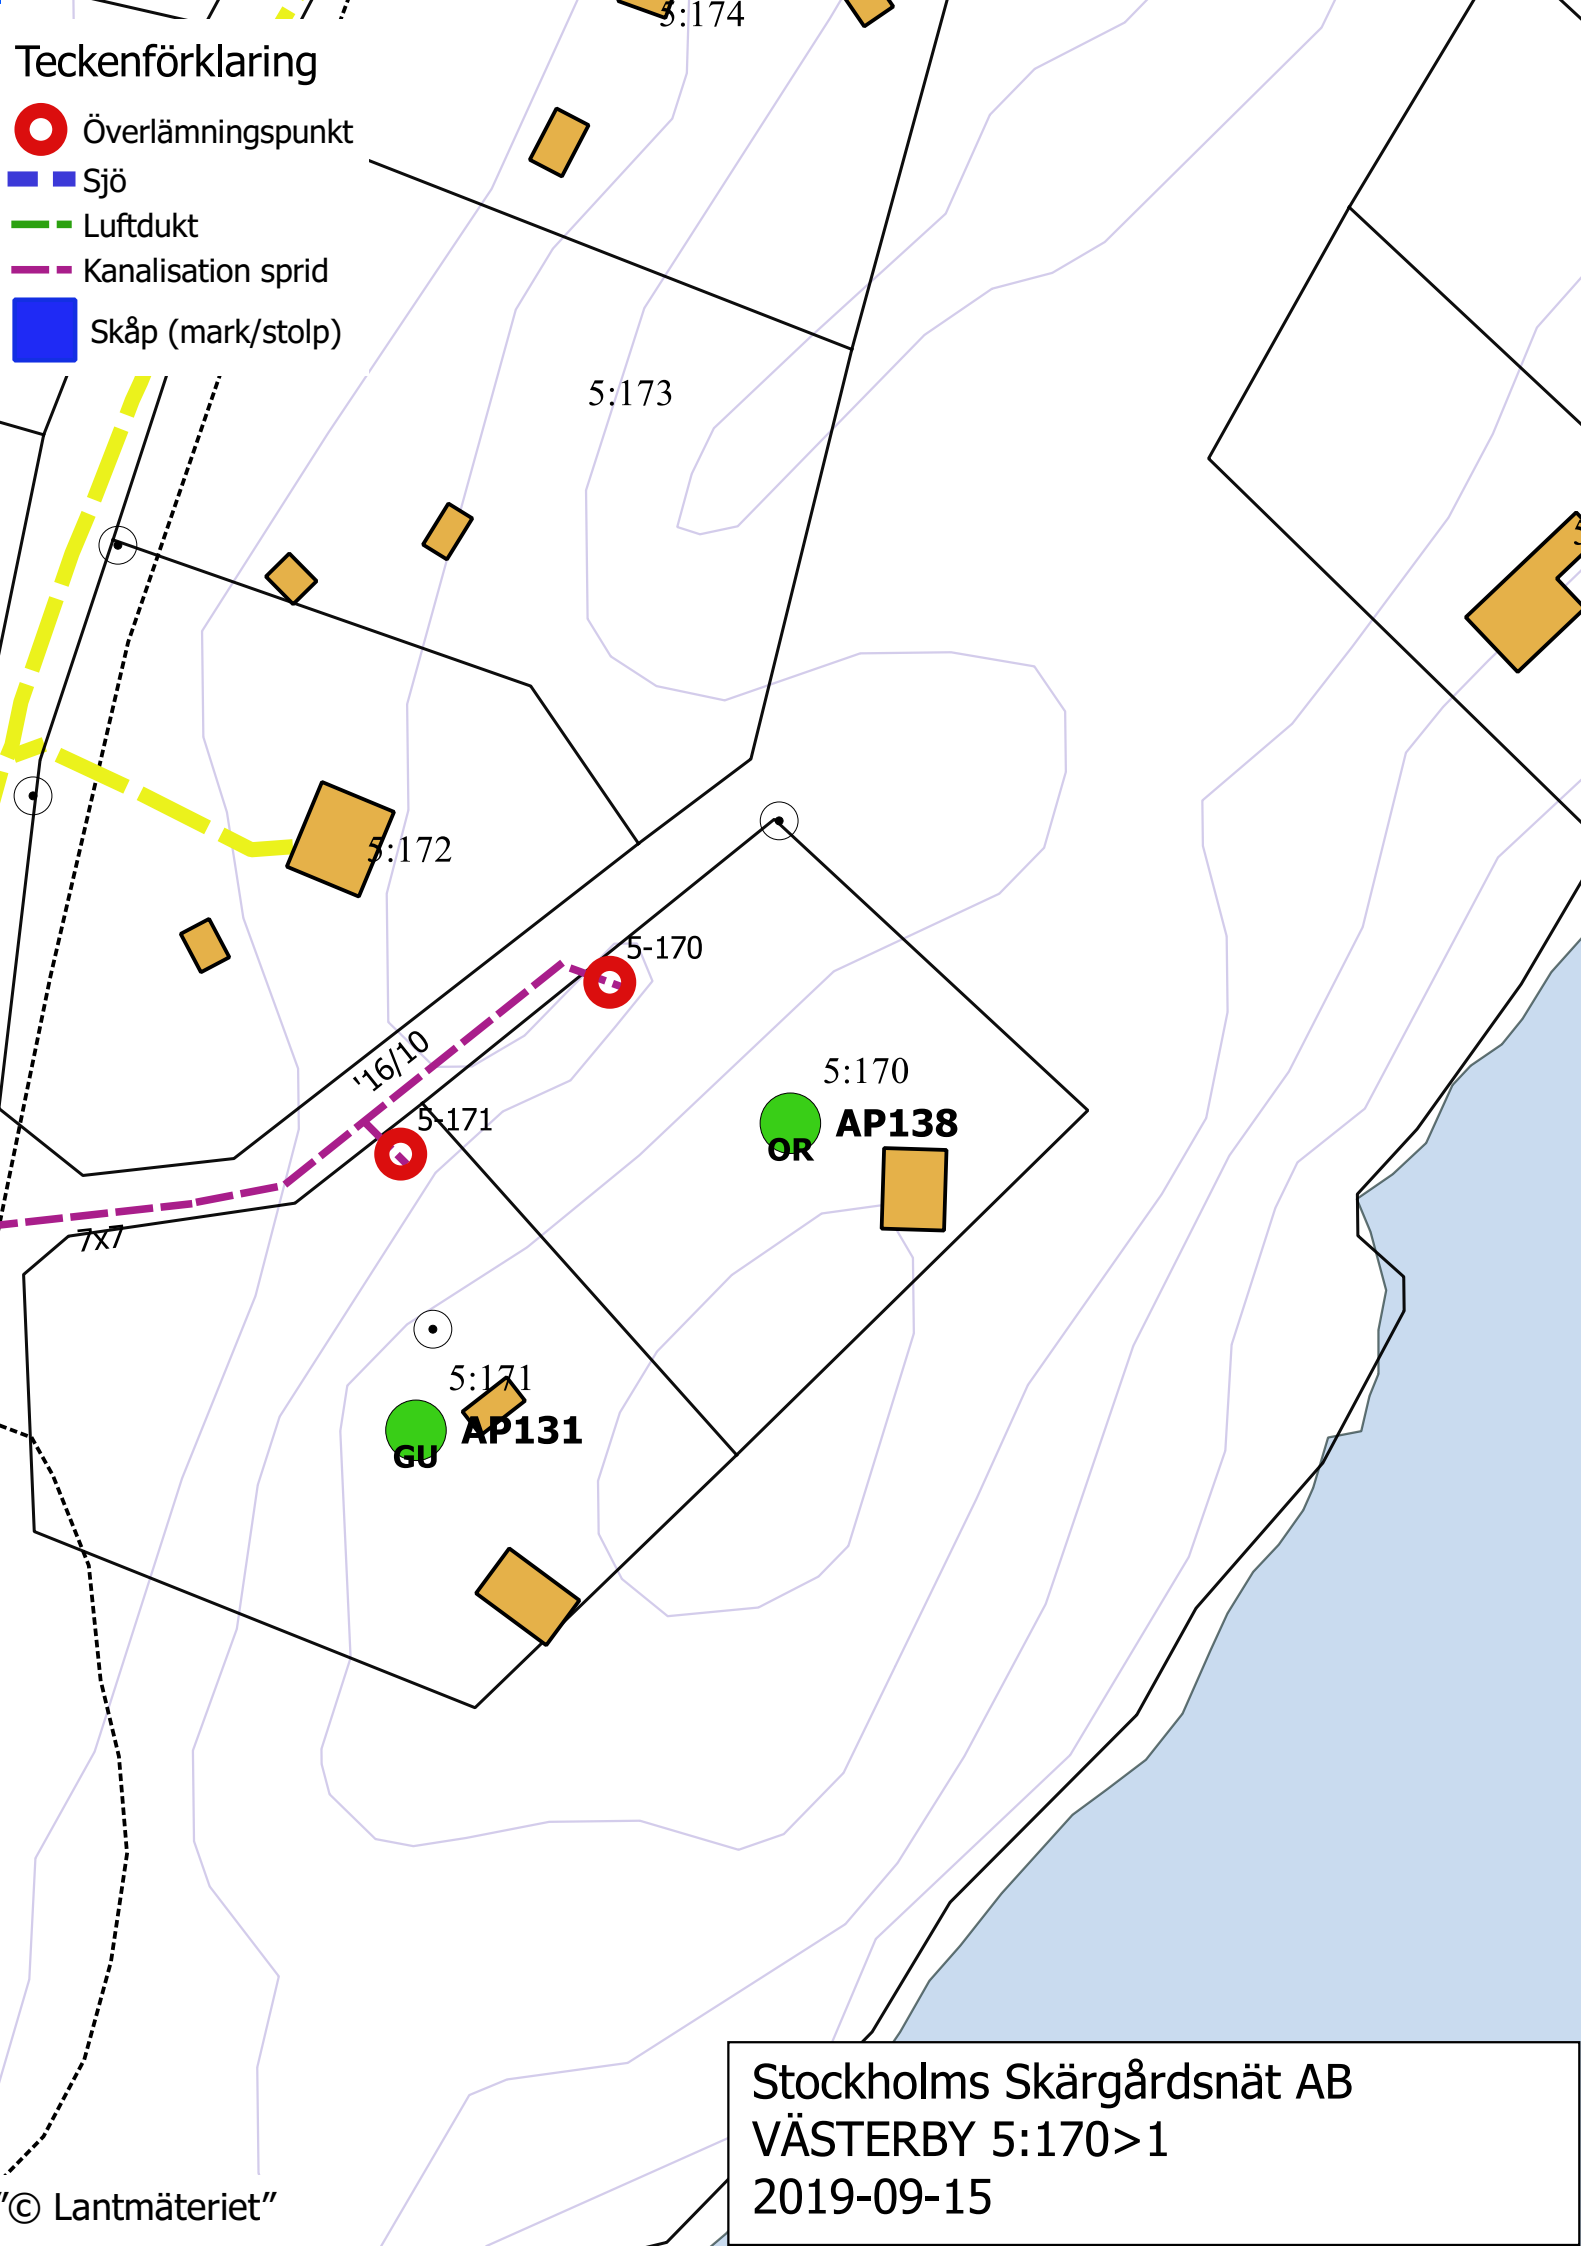 5:174
Teckenförklaring
Överlämningspunkt
Sjö
Luftdukt
Kanalisation sprid
Skåp (mark/stolp)
5:173
5:172
5-170
'16/10
5:170
5-171
AP138
OR
7x7
5:171
AP131
GU
Stockholms Skärgårdsnät AB
VÄSTERBY 5:170>1
2019-09-15
"© Lantmäteriet"